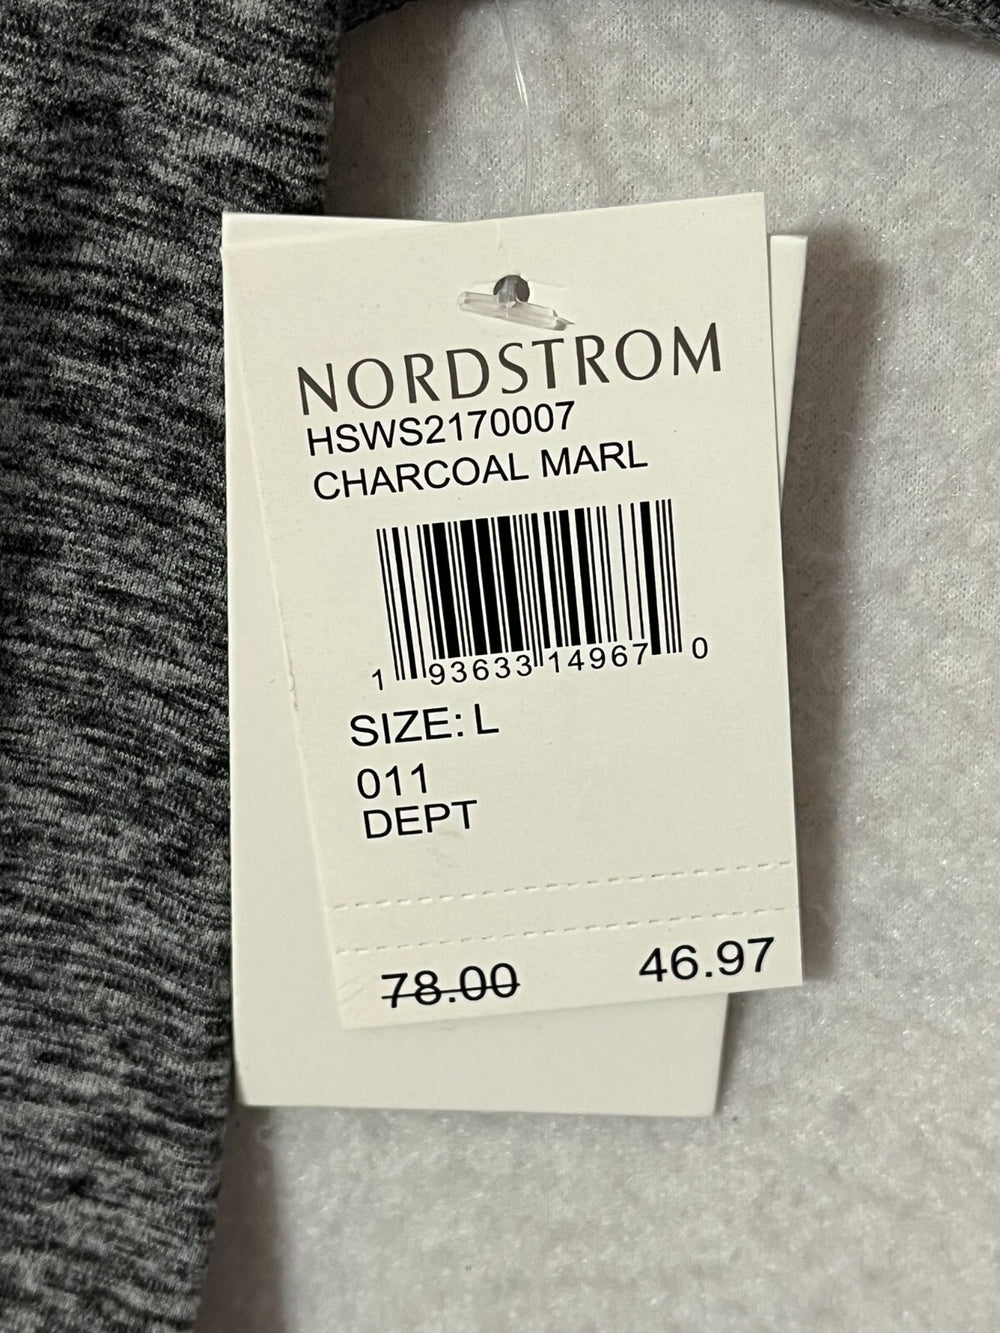 NORDSTROM
HSWS2170007
CHARCOAL MARL
1 93633 14967 0
SIZE: L
011
DEPT
78.00 46.97